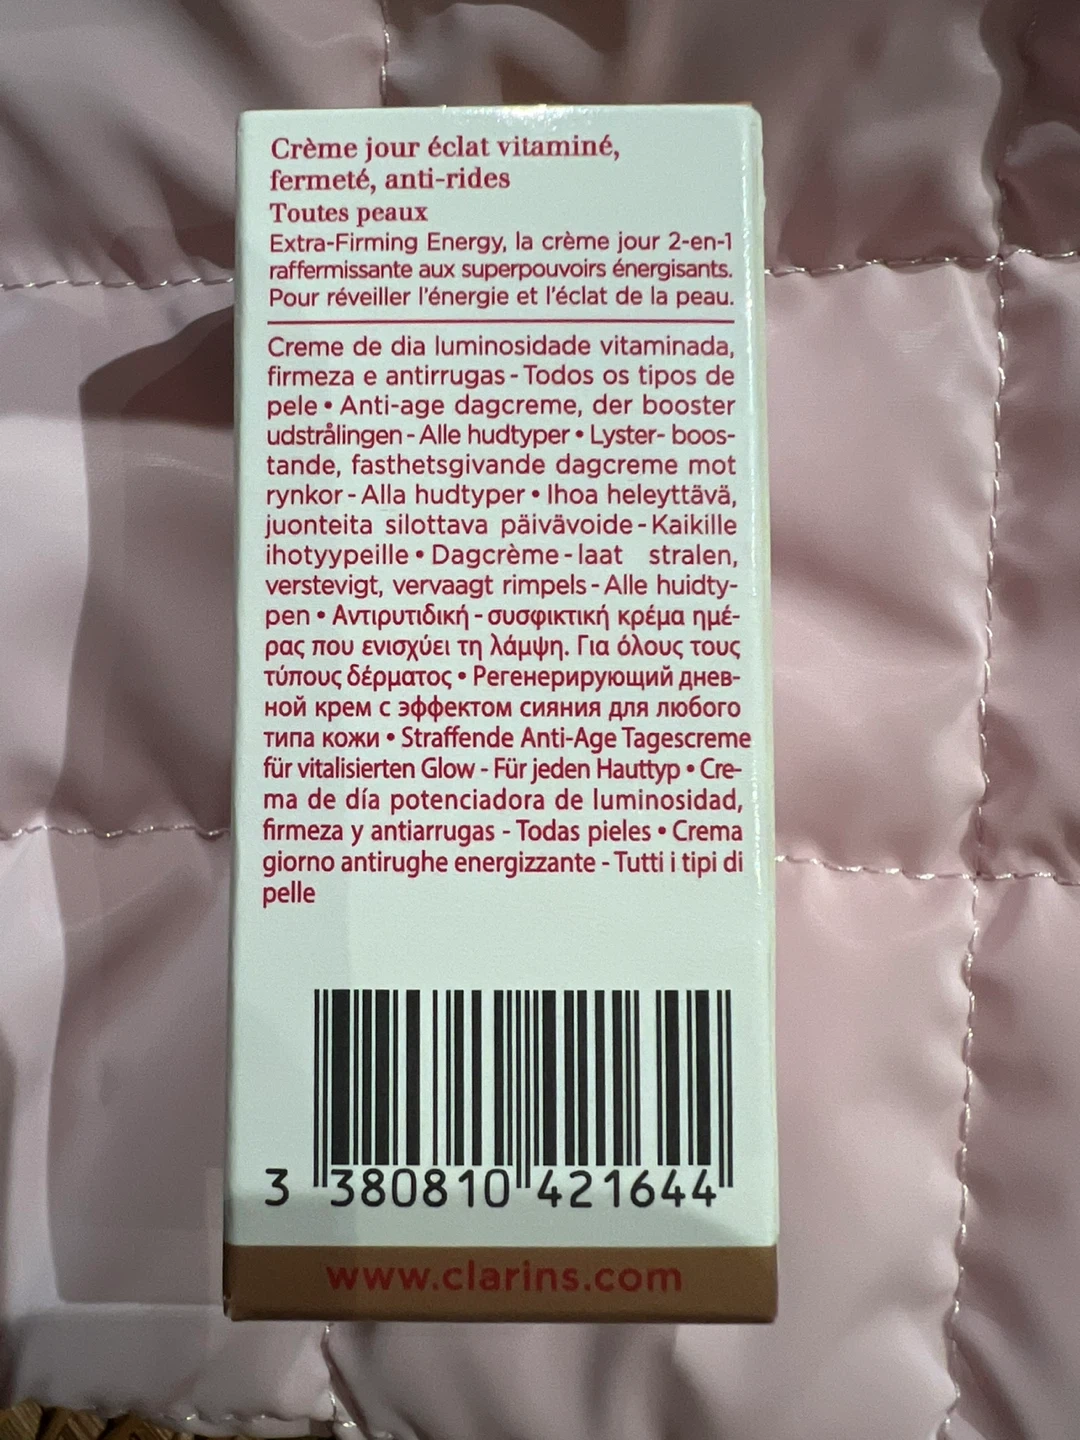 Crème jour éclat vitaminé,
fermeté, anti-rides
Toutes peaux
Extra-Firming Energy, la crème jour 2-en-1
raffermissante aux superpouvoirs énergisants.
Pour réveiller l'énergie et l'éclat de la peau.
Creme de dia luminosidade vitaminada,
firmeza e antirrugas - Todos os tipos de
pele • Anti-age dagcreme, der booster
udstrålingen - Alle hudtyper • Lyster- boos-
tande, fasthetsgivande dagcreme mot
rynkor - Alla hudtyper • Ihoa heleyttävä,
juonteita silottava päivävoide - Kaikille
ihotyypeille • Dagcrème - laat stralen,
verstevigt, vervaagt rimpels - Alle huidty-
pen • Αντιρυτιδική - συσφικτική κρέμα ημέ-
ρας που ενισχύει τη λάμψη. Για όλους τους
τύπους δέρματος • Регенерирующий днев-
ной крем с эффектом сияния для любого
типа кожи • Straffende Anti-Age Tagescreme
für vitalisierten Glow - Für jeden Hauttyp • Cre-
ma de día potenciadora de luminosidad,
firmeza y antiarrugas - Todas pieles • Crema
giorno antirughe energizzante - Tutti i tipi di
pelle
3 380810 421644
www.clarins.com